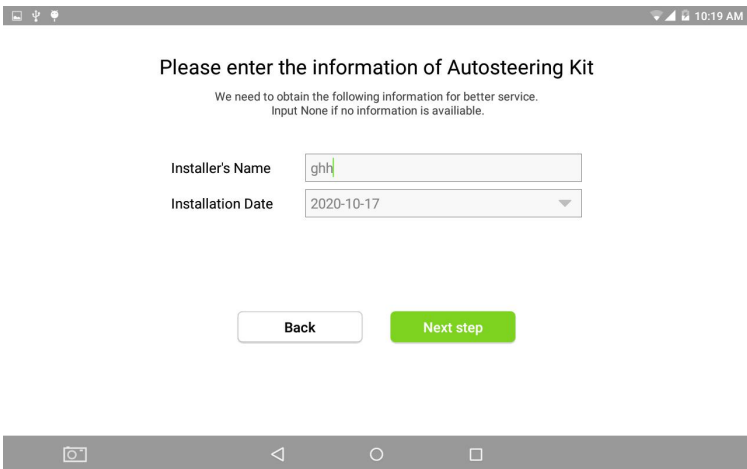 10:19 AM
Please enter the information of Autosteering Kit
We need to obtain the following information for better service.
Input None if no information is availiable.
Installer's Name ghh
Installation Date 2020-10-17
Back Next step